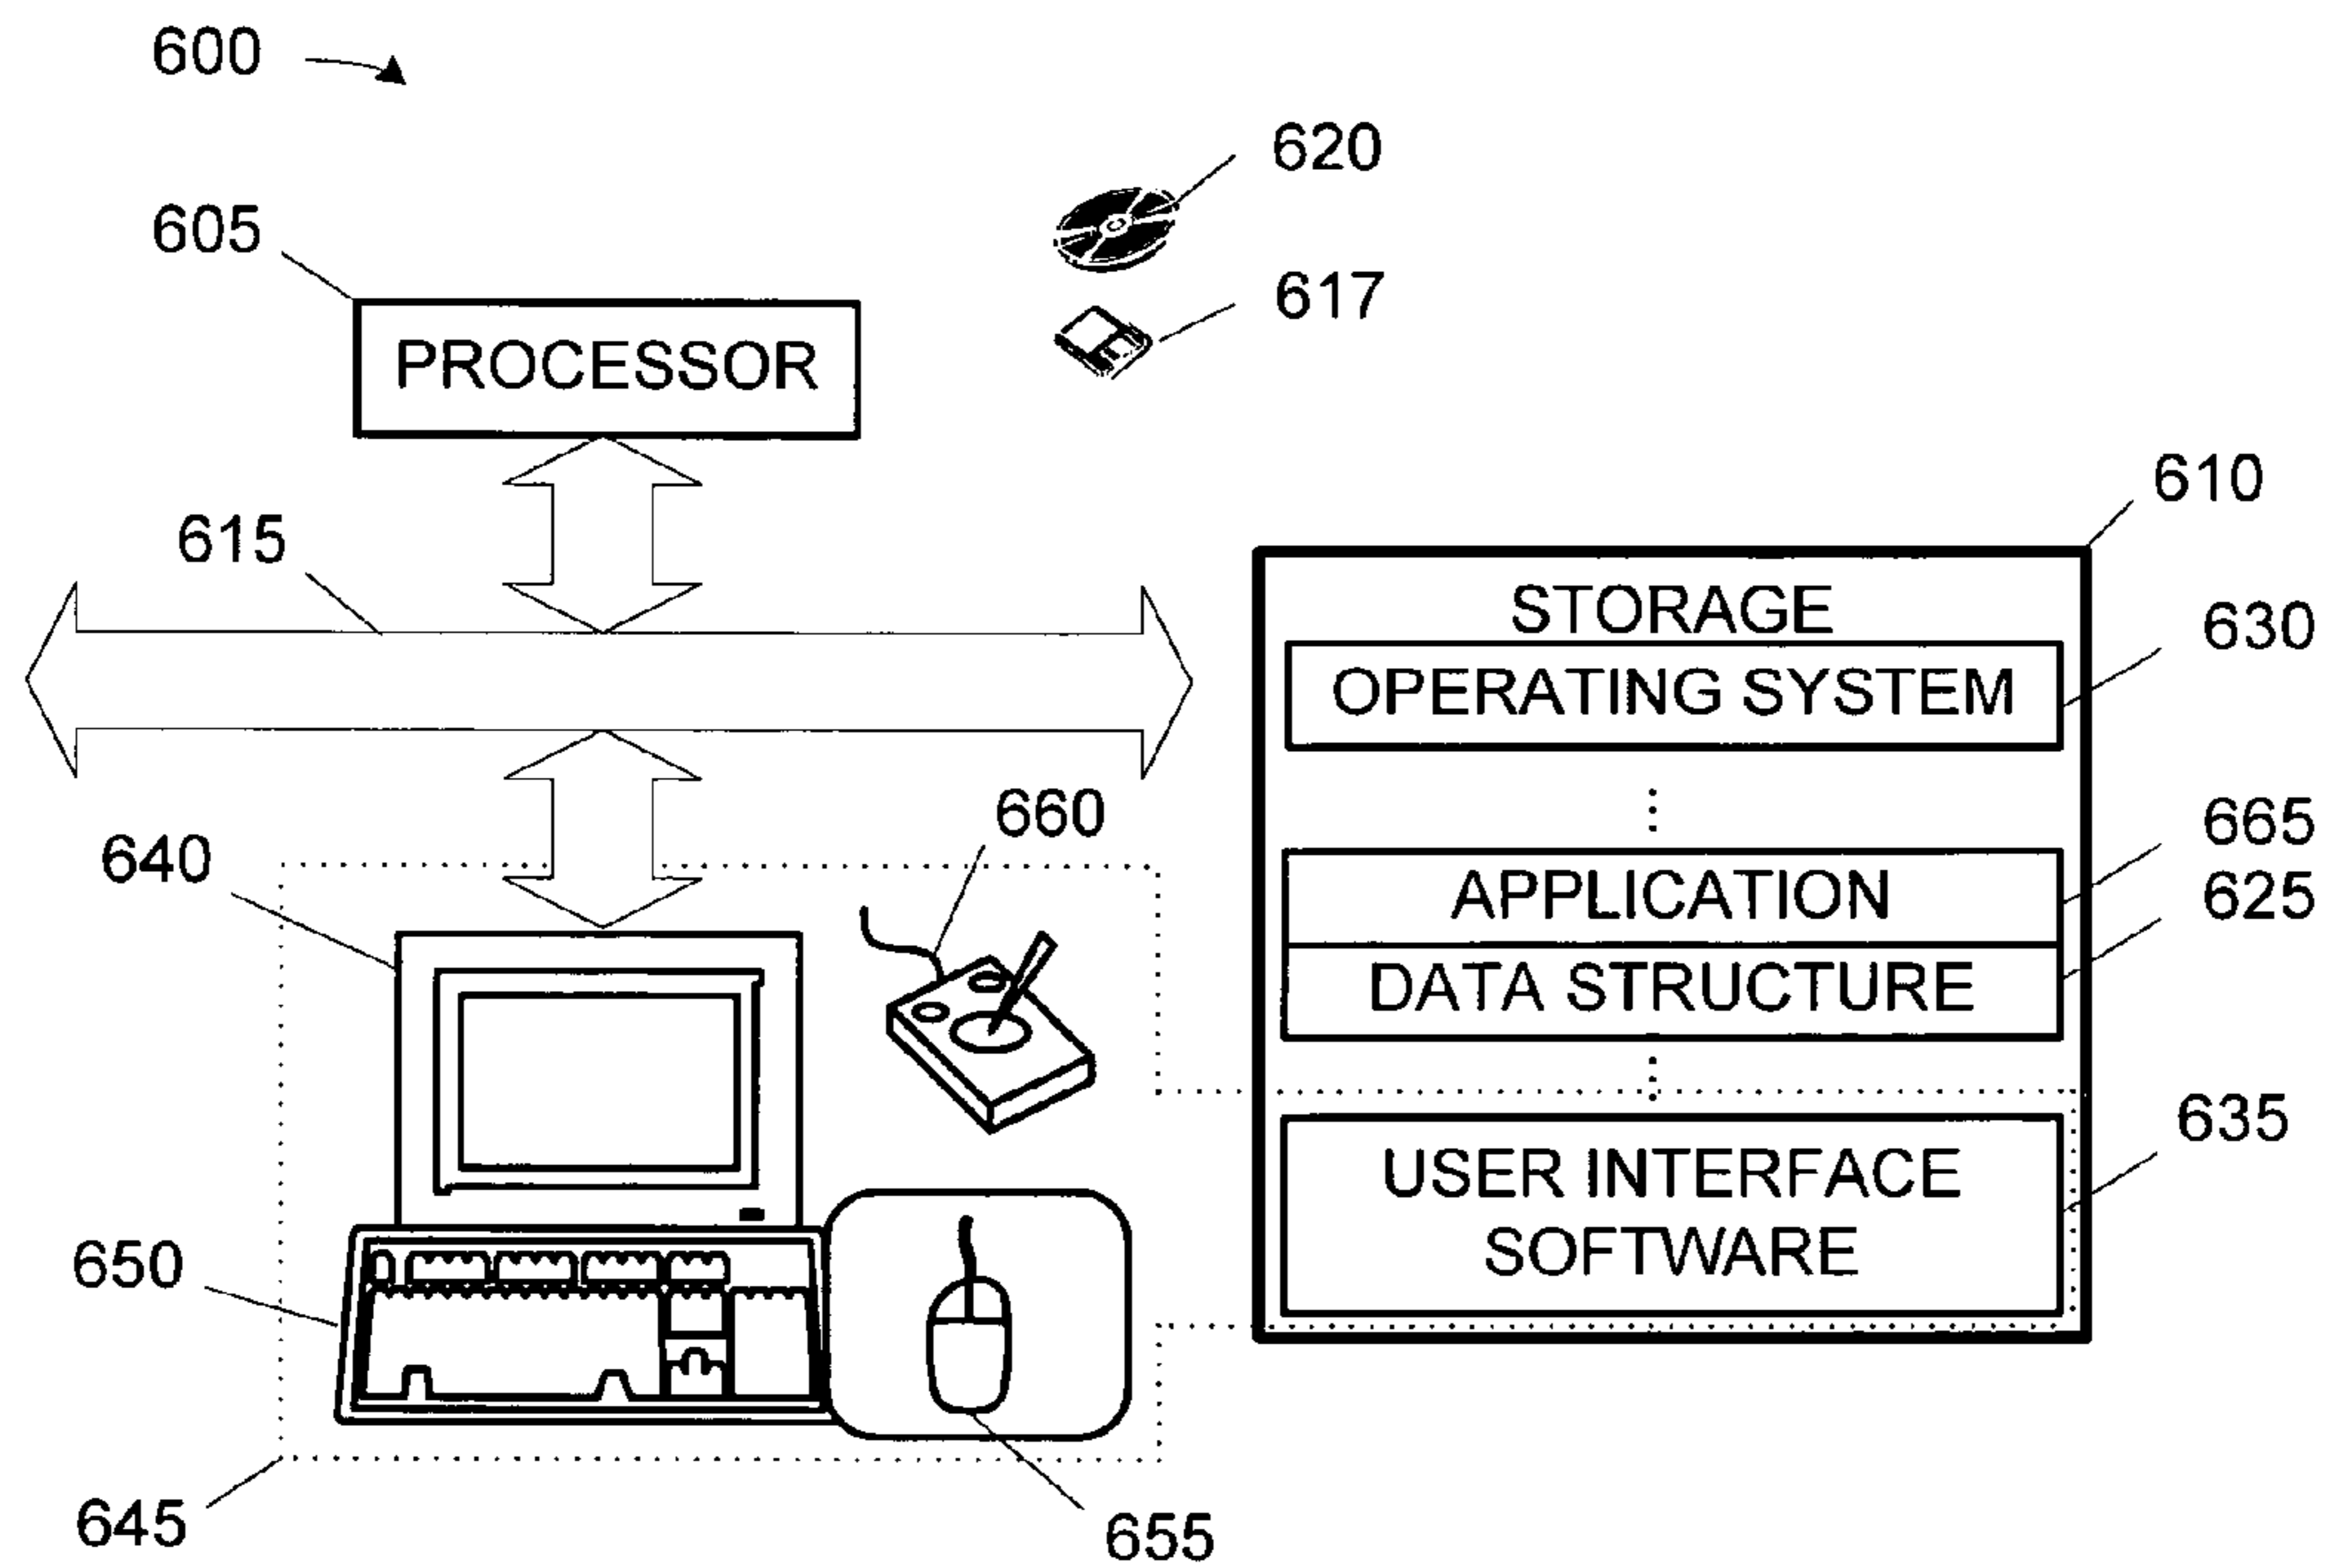 600
620
605
617
PROCESSOR
610
615
STORAGE
630
OPERATING SYSTEM
660
665
640
APPLICATION
625
DATA STRUCTURE
635
USER INTERFACE
SOFTWARE
650
645
655